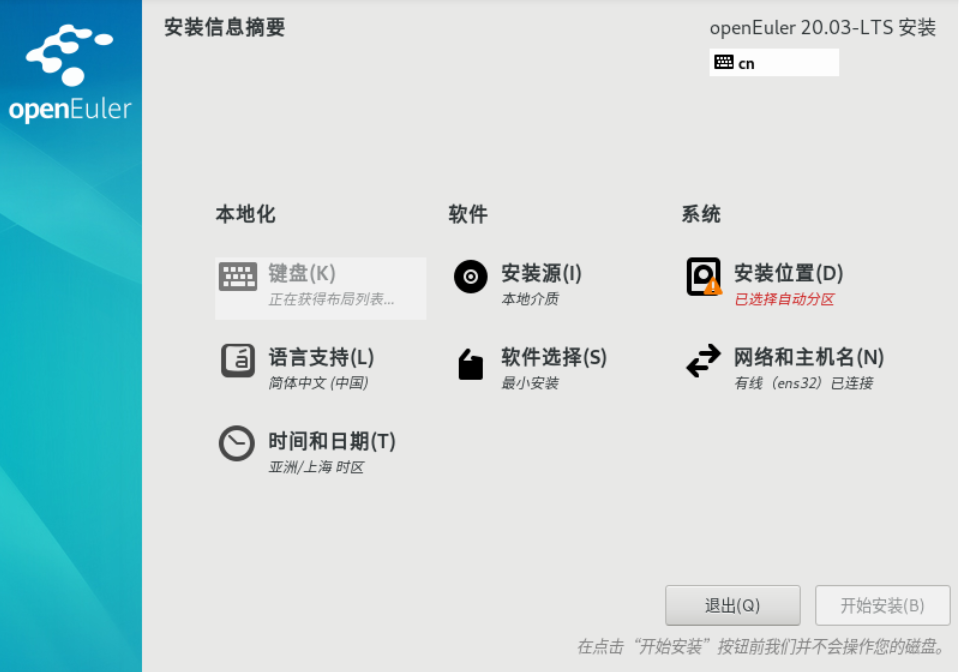 openEuler
安装信息摘要
openEuler 20.03-LTS 安装
cn
本地化
软件
系统
键盘(K)
正在获得布局列表...
安装源(I)
本地介质
安装位置(D)
已选择自动分区
语言支持(L)
简体中文 (中国)
软件选择(S)
最小安装
网络和主机名(N)
有线（ens32）已连接
时间和日期(T)
亚洲/上海 时区
退出(Q)
开始安装(B)
在点击“开始安装”按钮前我们并不会操作您的磁盘。